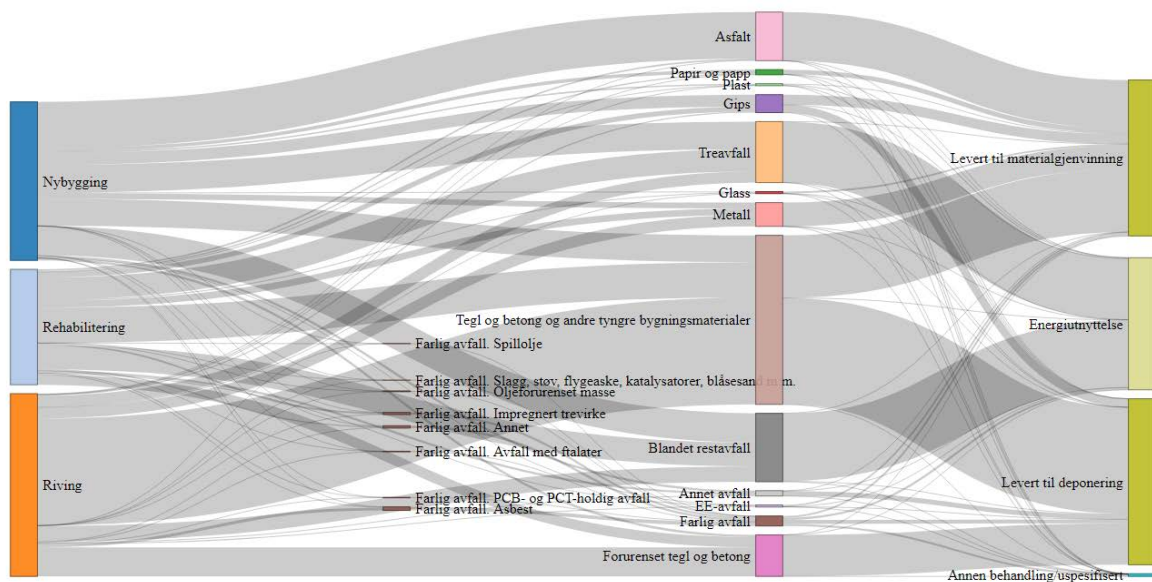 Asfalt
Papir og papp
Plast
Gips
Treavfall
Levert til materialgjenvinning
Nybygging
Glass
Metall
Tegl og betong og andre tyngre bygningsmaterialer
Energiutnyttelse
Rehabilitering
Farlig avfall. Spillolje
Farlig avfall. Slagg, støv, flygeaske, katalysatorer, blåsesand m.m.
Farlig avfall. Oljeforurenset masse
Farlig avfall. Impregnert trevirke
Farlig avfall. Annet
Farlig avfall. Avfall med ftalater
Blandet restavfall
Levert til deponering
Riving
Farlig avfall. PCB- og PCT-holdig avfall
Farlig avfall. Asbest
Annet avfall
EE-avfall
Farlig avfall
Forurenset tegl og betong
Annen behandling/uspesifisert